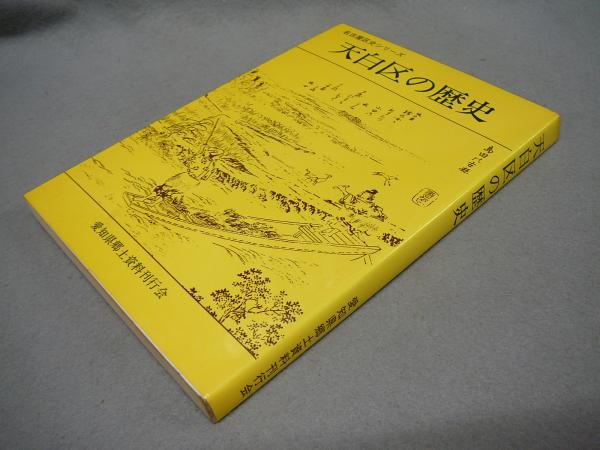 名古屋区史シリーズ
天白区の歴史
愛知県郷土資料刊行会
天白区の歴史
愛知県郷土資料刊行会